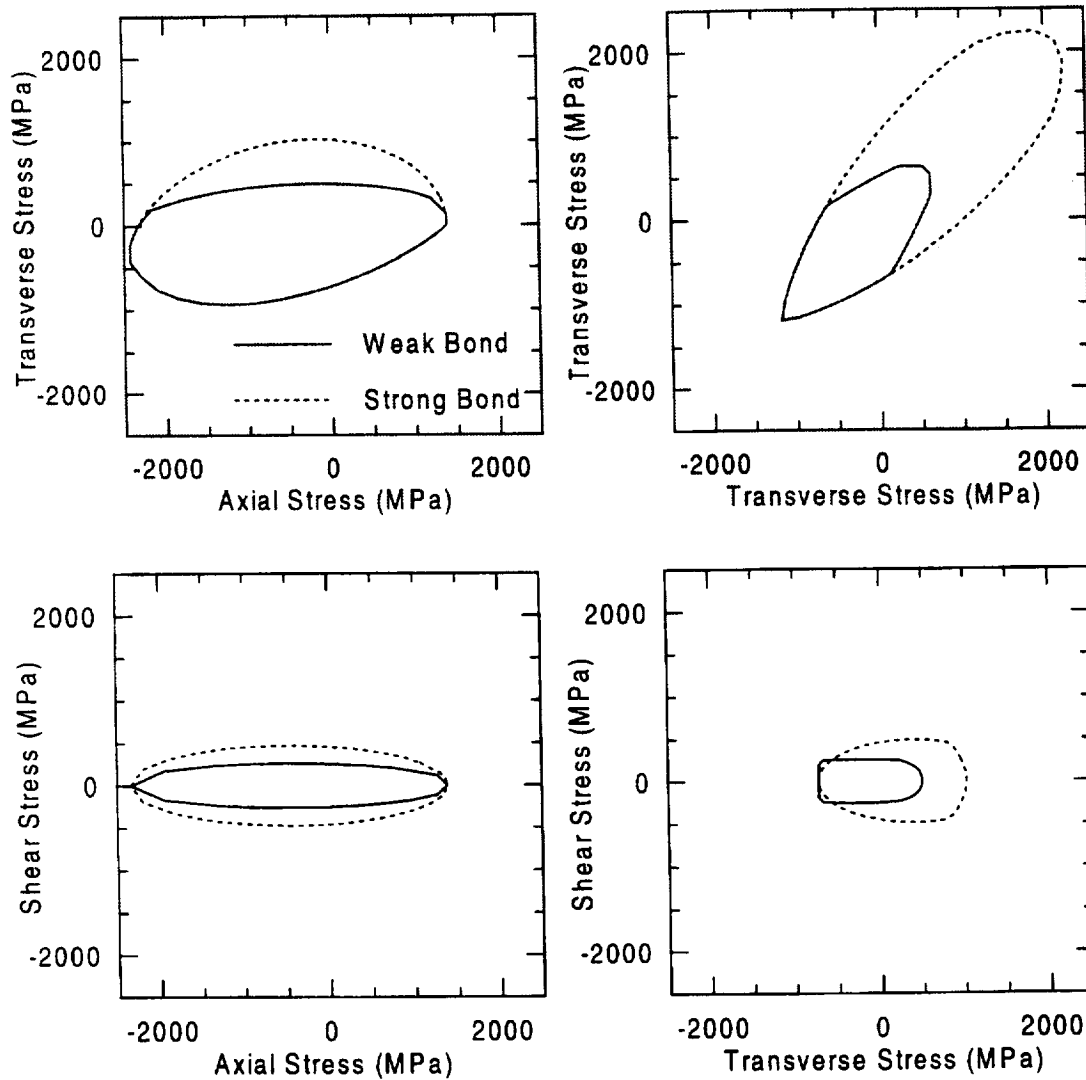 Transverse Stress (MPa)
2000
0
-2000
Weak Bond
Strong Bond
-2000 0 2000
Axial Stress (MPa)
Transverse Stress (MPa)
2000
0
-2000
-2000 0 2000
Transverse Stress (MPa)
Shear Stress (MPa)
2000
0
-2000
-2000 0 2000
Axial Stress (MPa)
Shear Stress (MPa)
2000
0
-2000
-2000 0 2000
Transverse Stress (MPa)